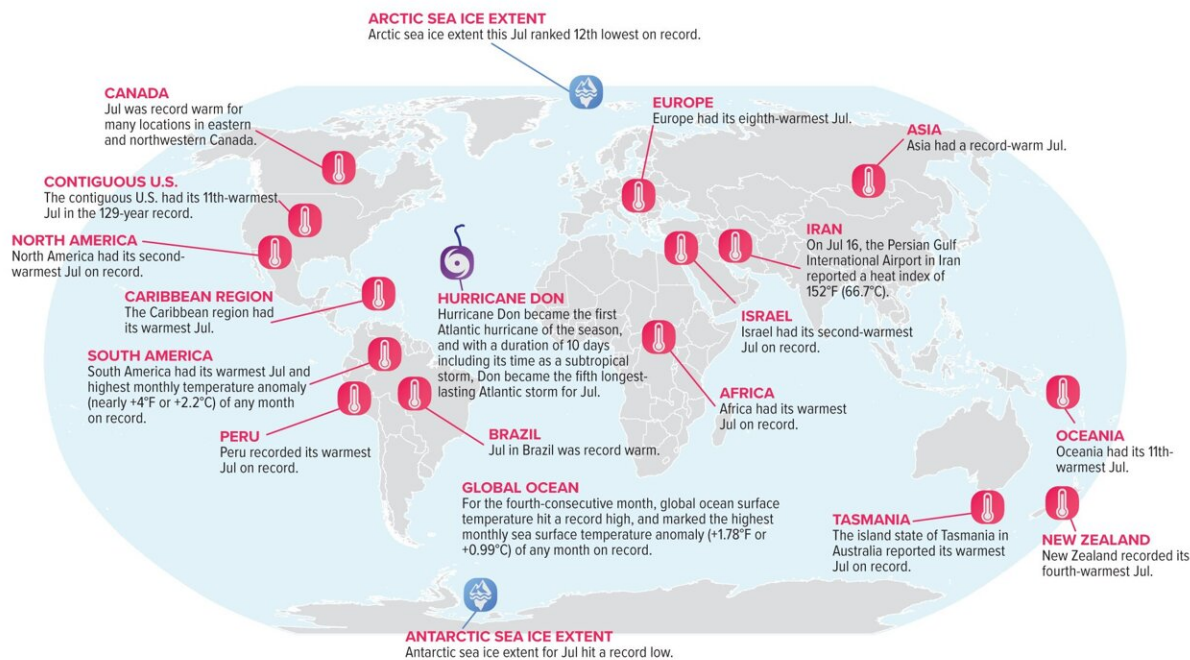 ARCTIC SEA ICE EXTENT
Arctic sea ice extent this Jul ranked 12th lowest on record.
CANADA
Jul was record warm for
many locations in eastern
and northwestern Canada.
EUROPE
Europe had its eighth-warmest Jul.
ASIA
Asia had a record-warm Jul.
CONTIGUOUS U.S.
The contiguous U.S. had its 11th-warmest
Jul in the 129-year record.
NORTH AMERICA
North America had its second-
warmest Jul on record.
IRAN
On Jul 16, the Persian Gulf
International Airport in Iran
reported a heat index of
152°F (66.7°C).
CARIBBEAN REGION
The Caribbean region had
its warmest Jul.
HURRICANE DON
Hurricane Don became the first
Atlantic hurricane of the season,
and with a duration of 10 days
including its time as a subtropical
storm, Don became the fifth longest-
lasting Atlantic storm for Jul.
ISRAEL
Israel had its second-warmest
Jul on record.
SOUTH AMERICA
South America had its warmest Jul and
highest monthly temperature anomaly
(nearly +4°F or +2.2°C) of any month
on record.
AFRICA
Africa had its warmest
Jul on record.
PERU
Peru recorded its warmest
Jul on record.
BRAZIL
Jul in Brazil was record warm.
OCEANIA
Oceania had its 11th-
warmest Jul.
GLOBAL OCEAN
For the fourth-consecutive month, global ocean surface
temperature hit a record high, and marked the highest
monthly sea surface temperature anomaly (+1.78°F or
+0.99°C) of any month on record.
TASMANIA
The island state of Tasmania in
Australia reported its warmest
Jul on record.
NEW ZEALAND
New Zealand recorded its
fourth-warmest Jul.
ANTARCTIC SEA ICE EXTENT
Antarctic sea ice extent for Jul hit a record low.